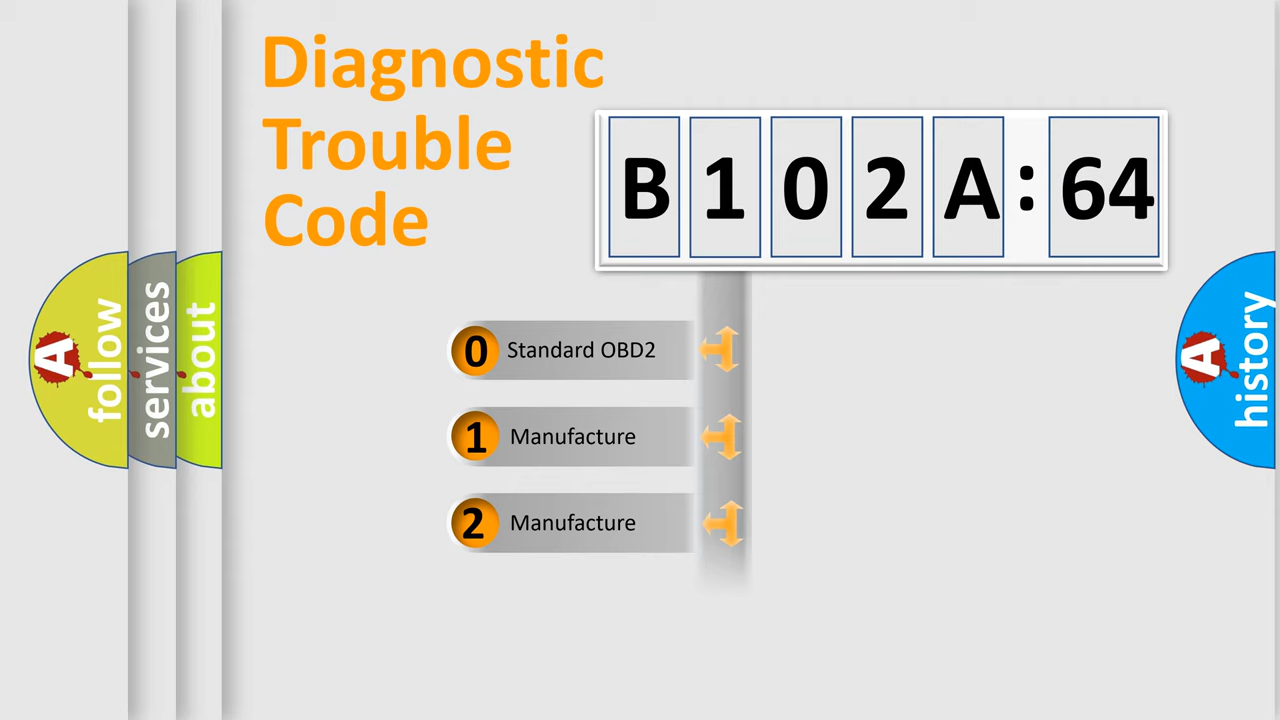 Diagnostic
Trouble
Code
B 1 0 2 A : 64
0 Standard OBD2
1 Manufacture
2 Manufacture
A follow
services
about
A history